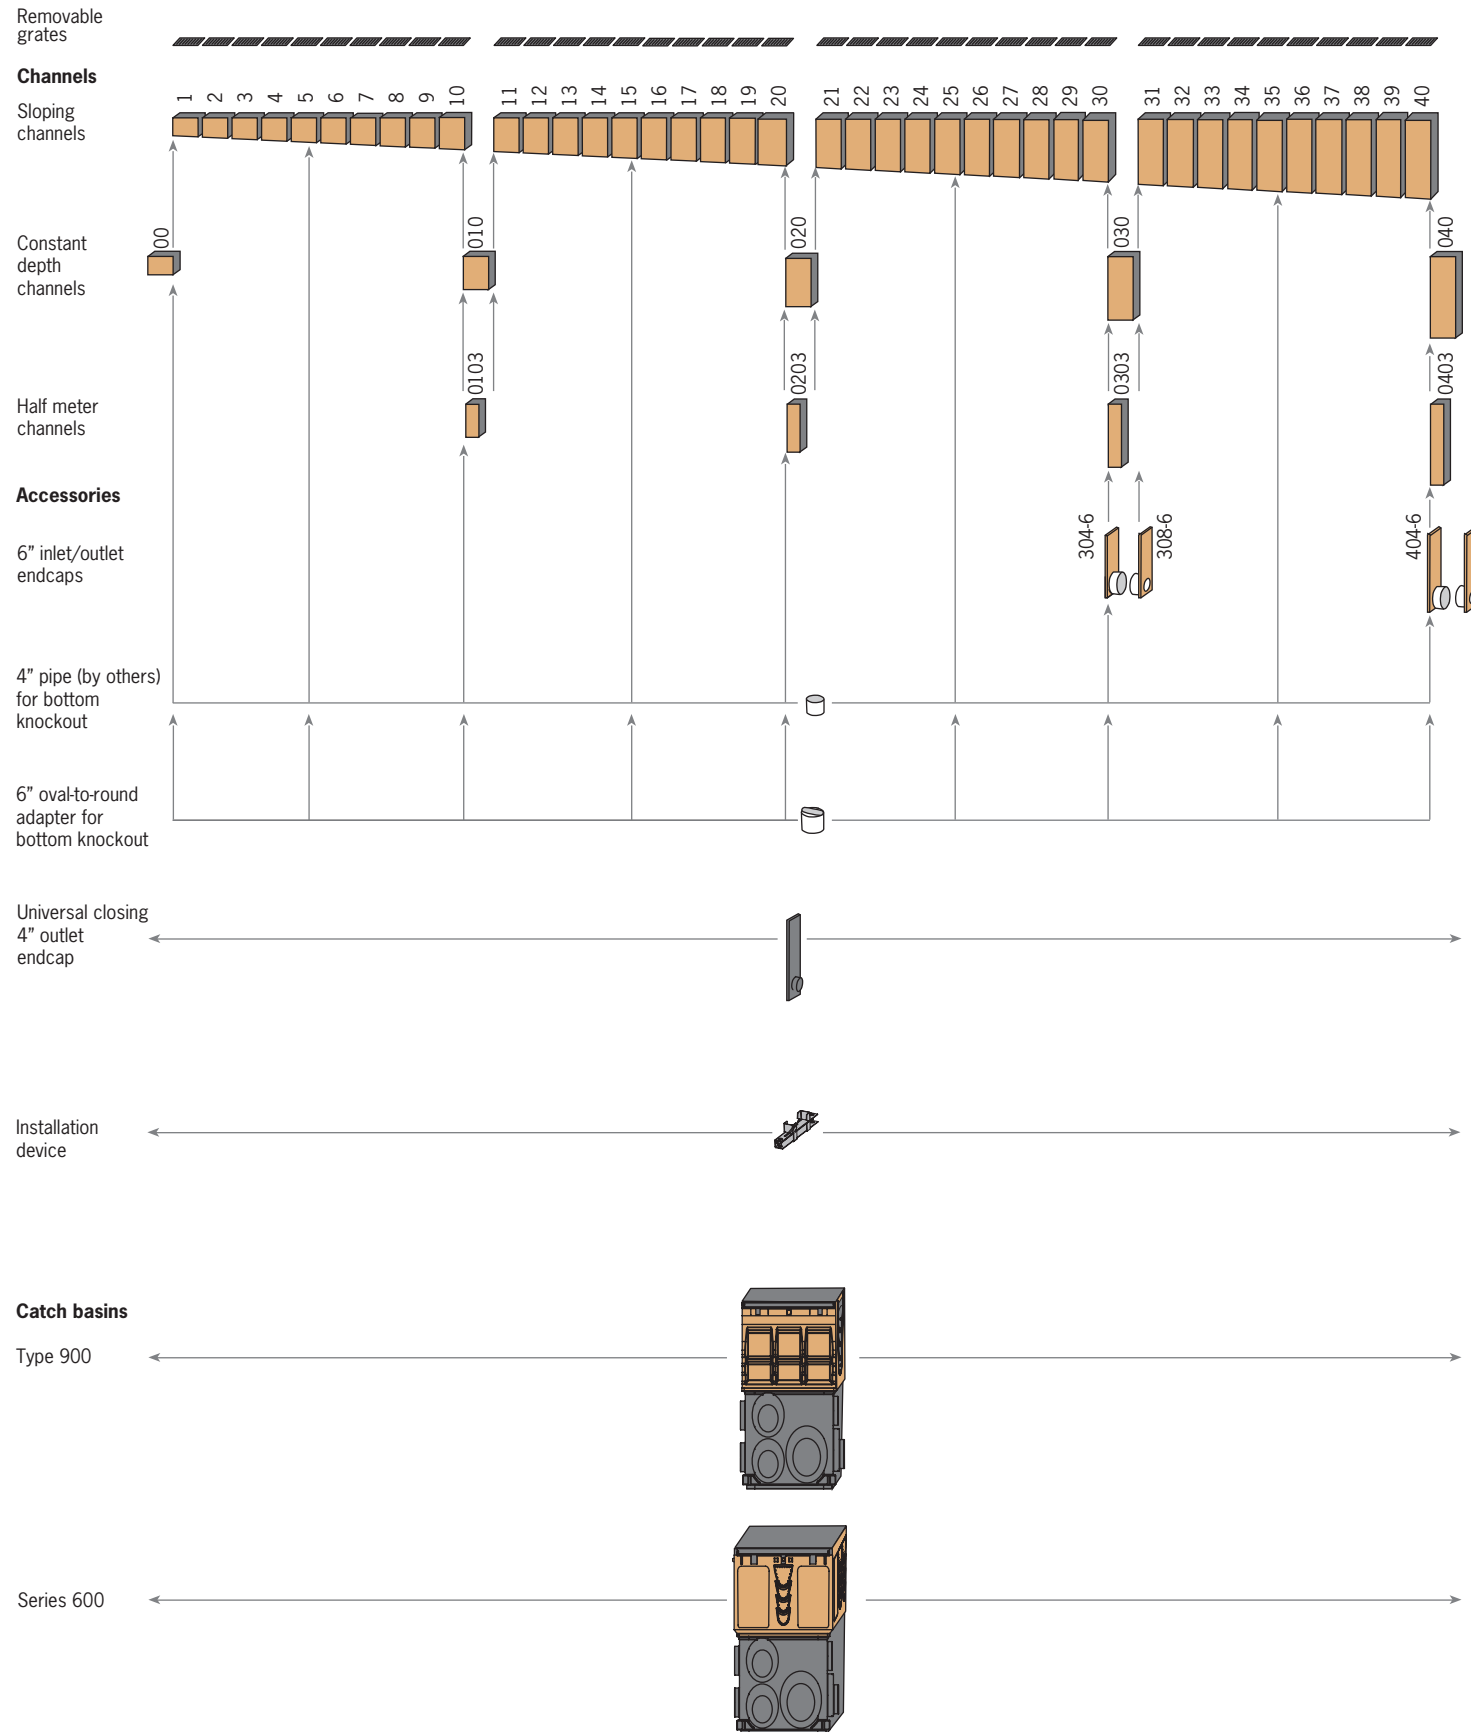 Removable
grates
Channels
Sloping
channels
1 2 3 4 5 6 7 8 9 10 11 12 13 14 15 16 17 18 19 20 21 22 23 24 25 26 27 28 29 30 31 32 33 34 35 36 37 38 39 40
Constant
depth
channels
00 010 020 030 040
Half meter
channels
0103 0203 0303 0403
Accessories
6” inlet/outlet
endcaps
304-6 308-6 404-6
4” pipe (by others)
for bottom
knockout
6” oval-to-round
adapter for
bottom knockout
Universal closing
4” outlet
endcap
Installation
device
Catch basins
Type 900
Series 600